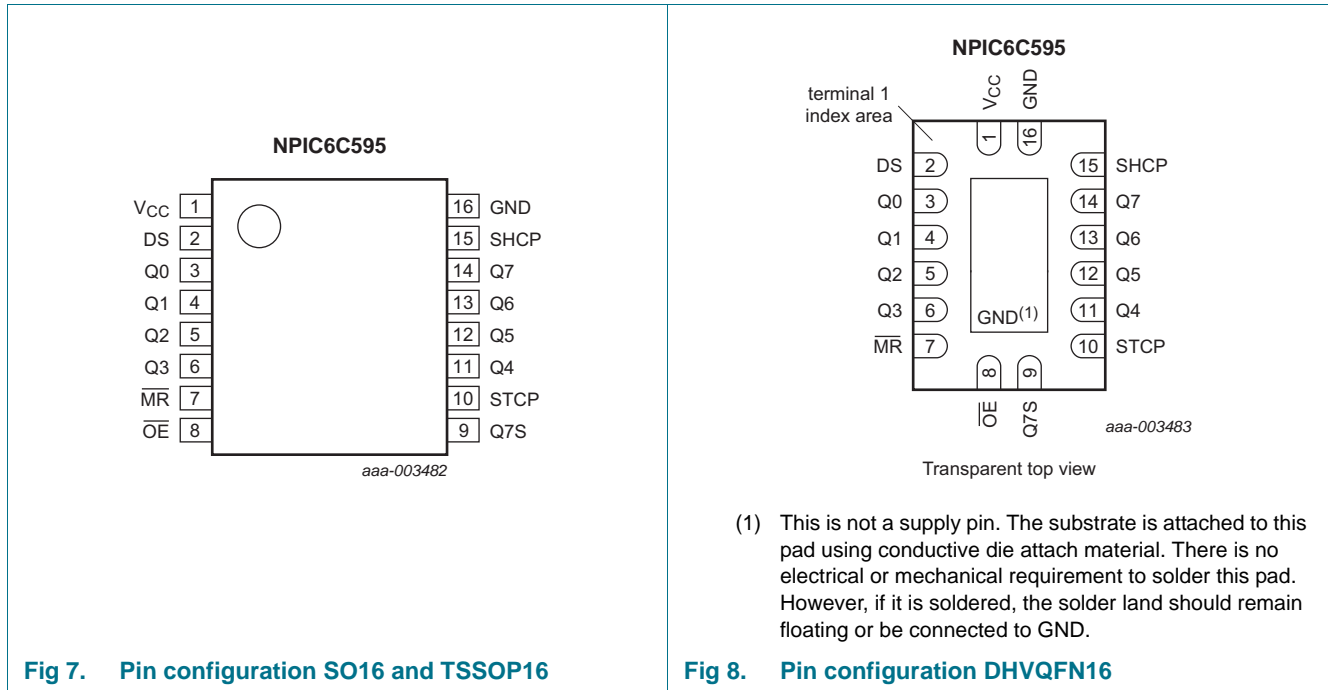 NPIC6C595
VCC 1
DS 2
Q0 3
Q1 4
Q2 5
Q3 6
MR 7
OE 8
16 GND
15 SHCP
14 Q7
13 Q6
12 Q5
11 Q4
10 STCP
9 Q7S
aaa-003482
Fig 7. Pin configuration SO16 and TSSOP16
NPIC6C595
terminal 1
index area
VCC
GND
1
16
DS 2
Q0 3
Q1 4
Q2 5
Q3 6
MR 7
15 SHCP
14 Q7
13 Q6
12 Q5
11 Q4
10 STCP
GND(1)
8
9
OE
Q7S
aaa-003483
Transparent top view
(1) This is not a supply pin. The substrate is attached to this
pad using conductive die attach material. There is no
electrical or mechanical requirement to solder this pad.
However, if it is soldered, the solder land should remain
floating or be connected to GND.
Fig 8. Pin configuration DHVQFN16